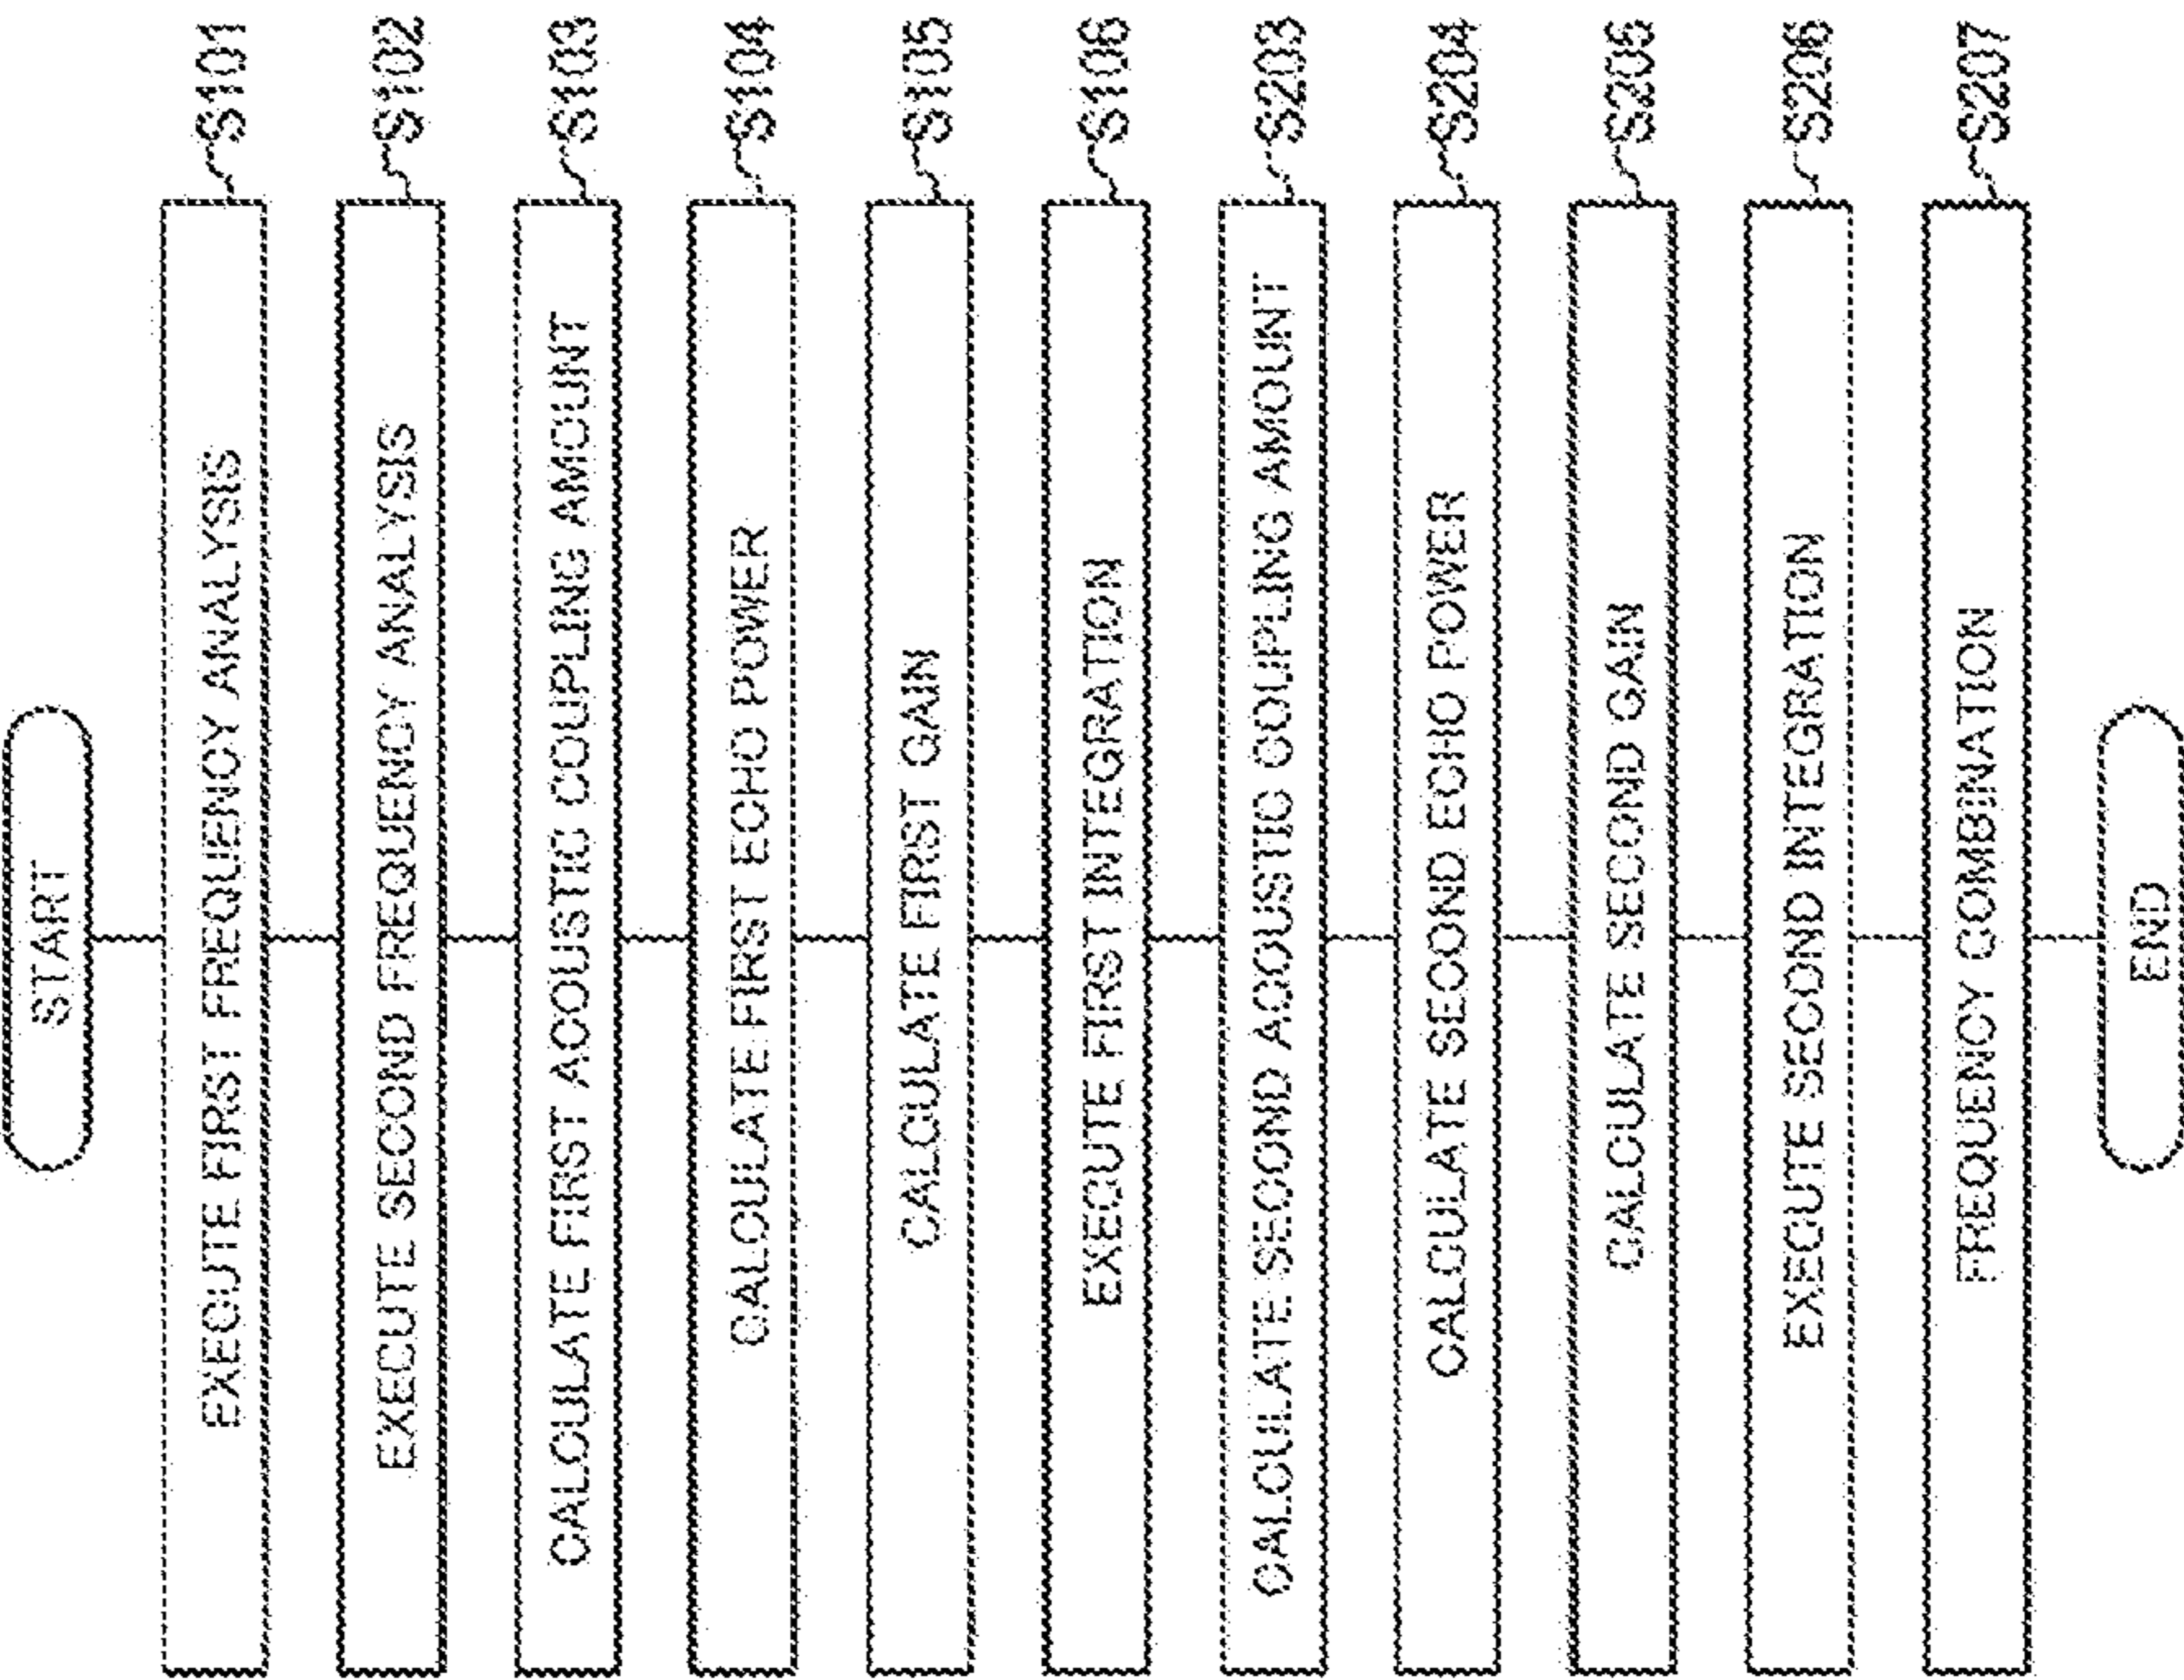 START
EXECUTE FIRST FREQUENCY ANALYSIS
S101
EXECUTE SECOND FREQUENCY ANALYSIS
S102
CALCULATE FIRST ACOUSTIC COUPLING AMOUNT
S103
CALCULATE FIRST ECHO POWER
S104
CALCULATE FIRST GAIN
S105
EXECUTE FIRST INTEGRATION
S106
CALCULATE SECOND ACOUSTIC COUPLING AMOUNT
S203
CALCULATE SECOND ECHO POWER
S204
CALCULATE SECOND GAIN
S205
EXECUTE SECOND INTEGRATION
S206
FREQUENCY COMBINATION
S207
END